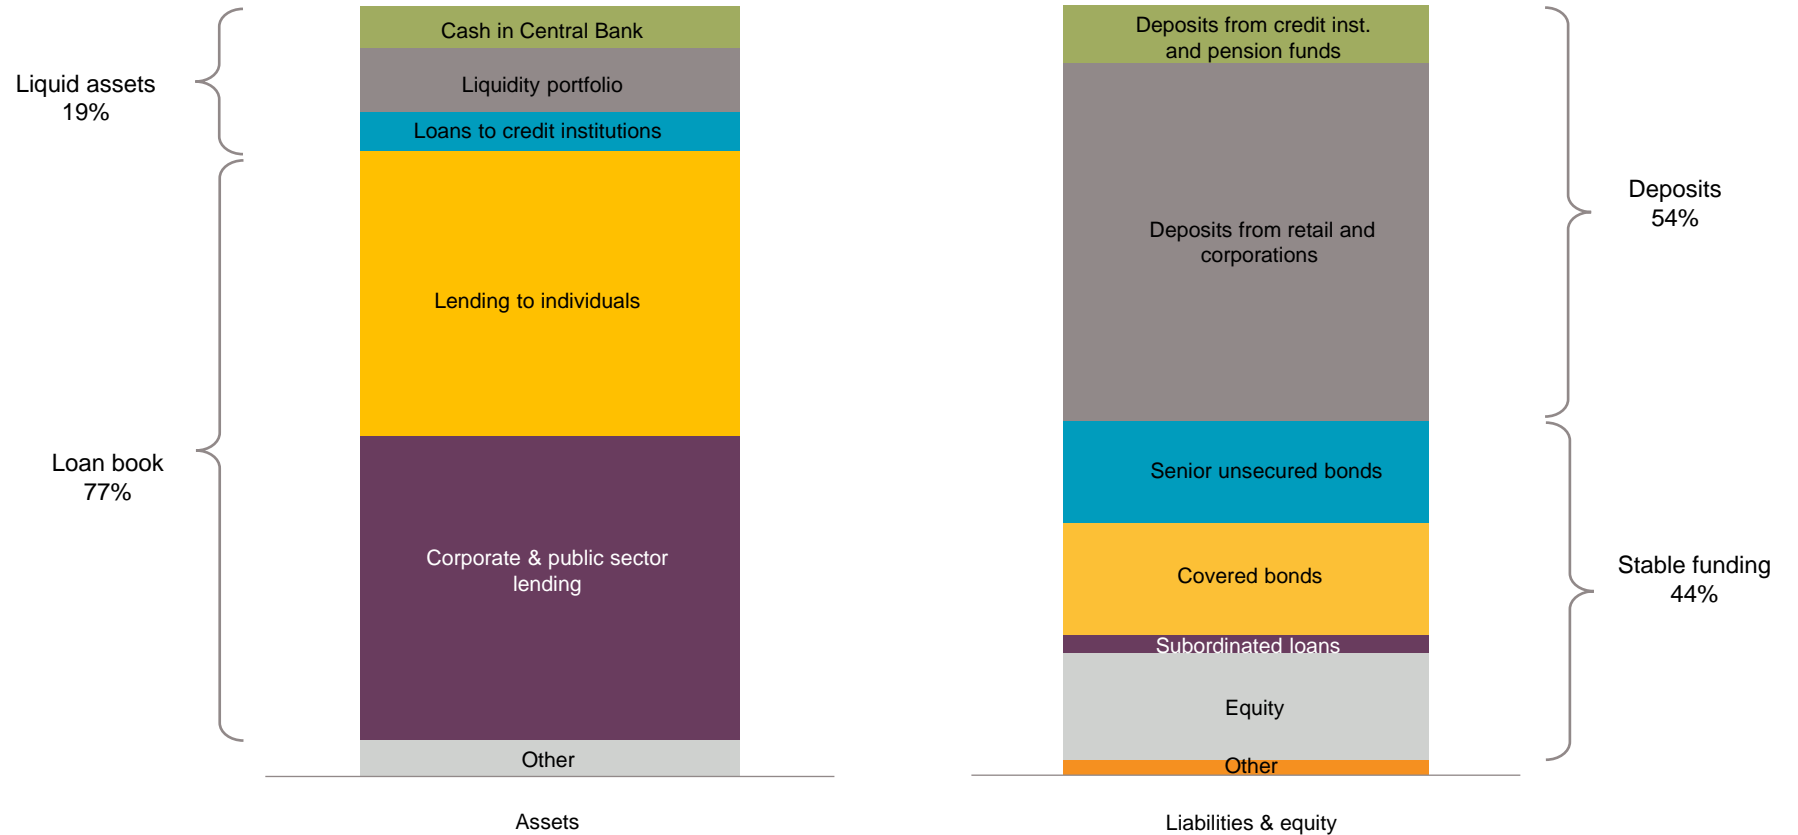 Liquid assets
19%
Loan book
77%
Cash in Central Bank
Liquidity portfolio
Loans to credit institutions
Lending to individuals
Corporate & public sector
lending
Other
Assets
Deposits from credit inst.
and pension funds
Deposits from retail and
corporations
Senior unsecured bonds
Covered bonds
Subordinated loans
Equity
Other
Liabilities & equity
Deposits
54%
Stable funding
44%